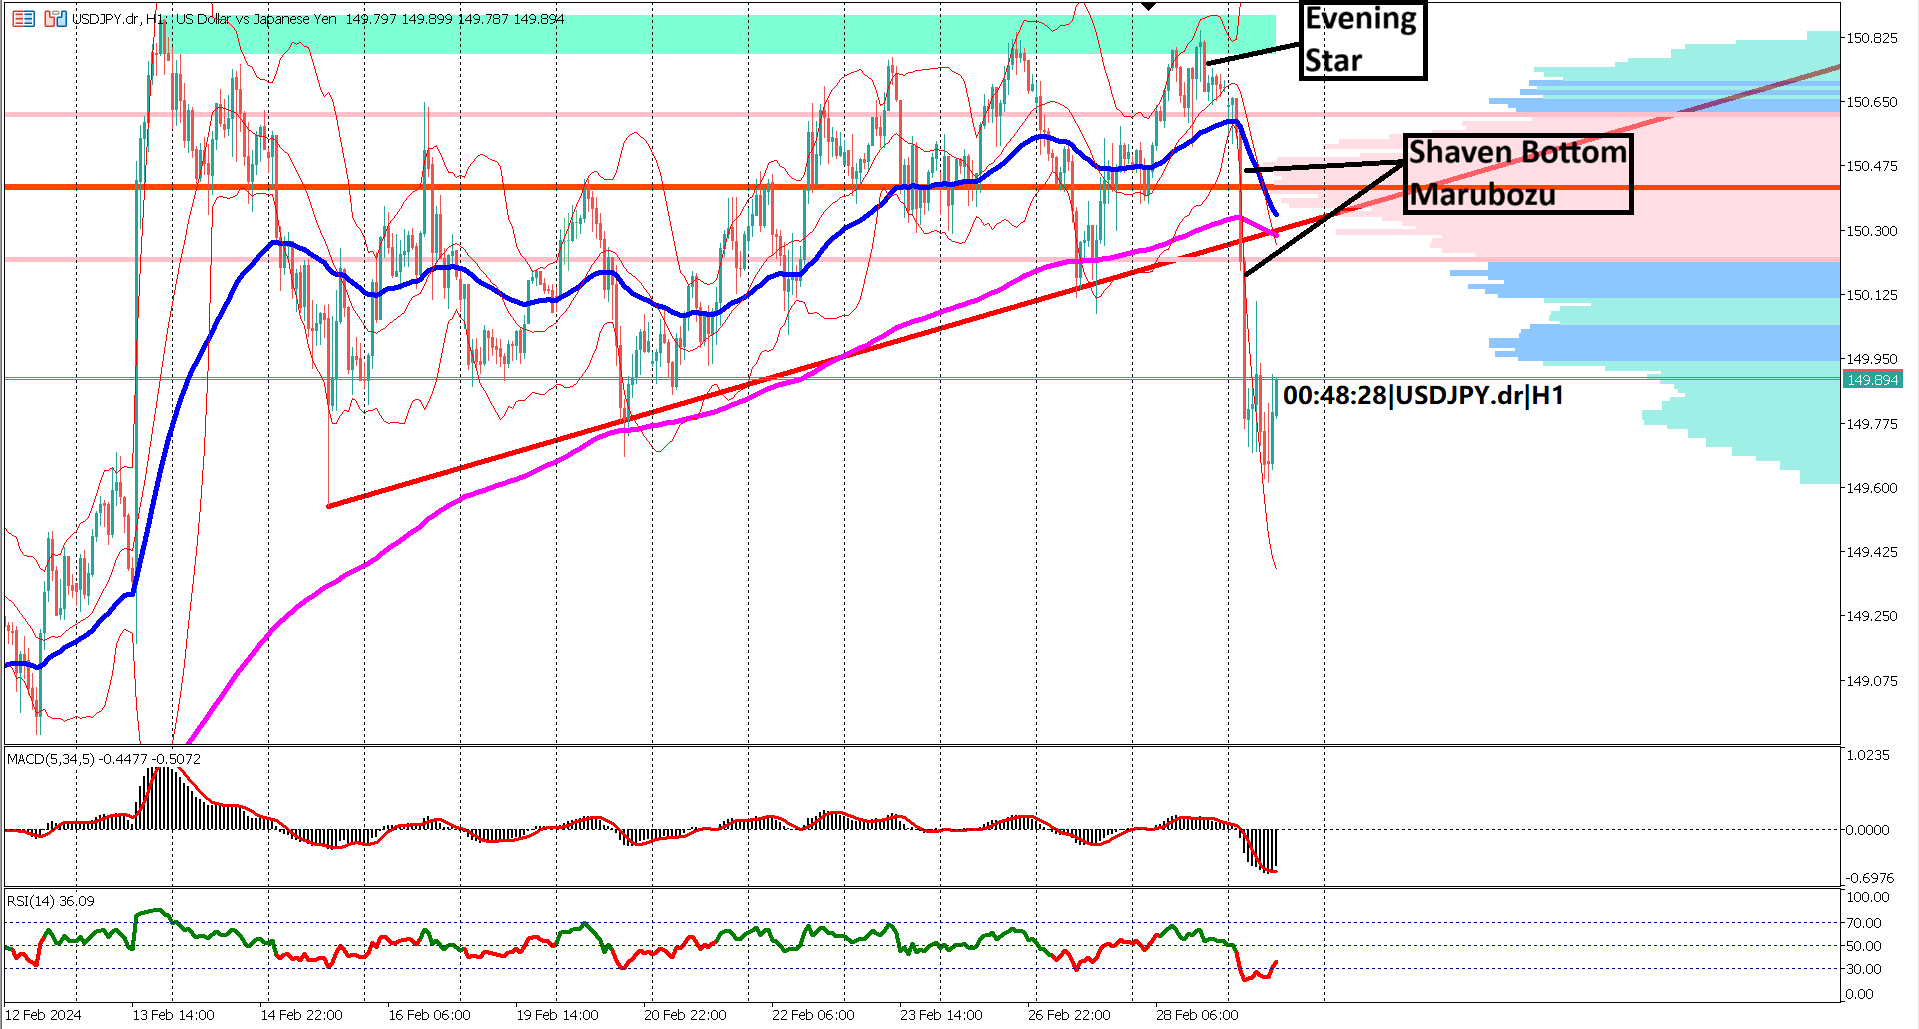 USDJPY.dr, H1: US Dollar vs Japanese Yen 149.797 149.899 149.787 149.894
Evening
Star
Shaven Bottom
Marubozu
00:48:28|USDJPY.dr|H1
150.825
150.650
150.475
150.300
150.125
149.950
149.894
149.775
149.600
149.425
149.250
149.075
MACD(5,34,5) -0.4477 -0.5072
1.0235
0.0000
-0.6976
RSI(14) 36.09
100.00
70.00
50.00
30.00
0.00
12 Feb 2024 13 Feb 14:00 14 Feb 22:00 16 Feb 06:00 19 Feb 14:00 20 Feb 22:00 22 Feb 06:00 23 Feb 14:00 26 Feb 22:00 28 Feb 06:00